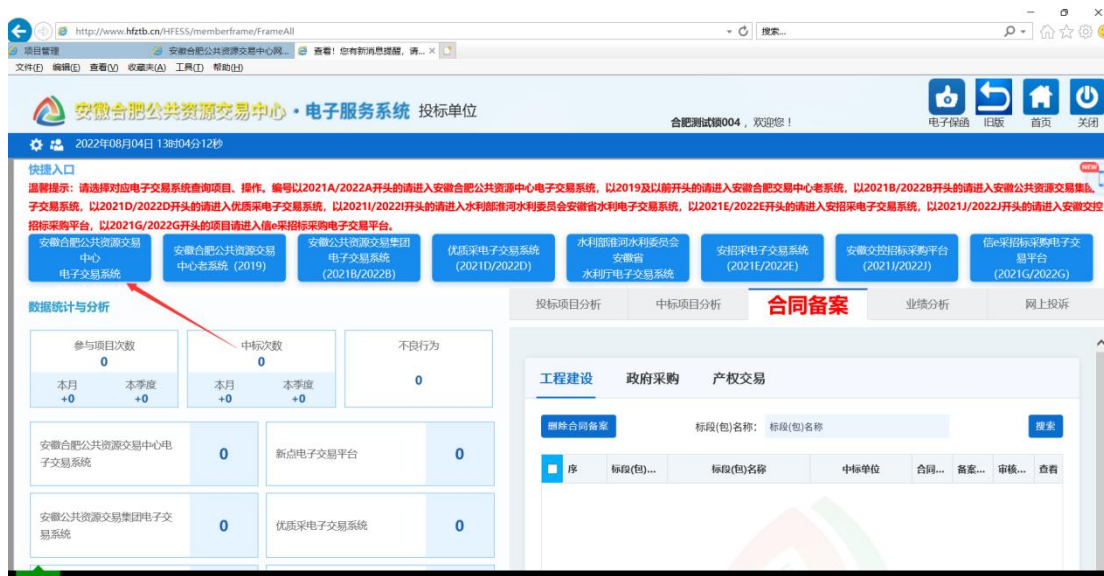 http://www.hfztb.cn/HFESS/memberframe/FrameAll
搜索...
项目管理
安徽合肥公共资源交易中心网...
查看！您有新消息提醒，请...
文件(F) 编辑(E) 查看(V) 收藏夹(A) 工具(T) 帮助(H)
安徽合肥公共资源交易中心·电子服务系统 投标单位
合肥测试锁004，欢迎您！
电子保函 旧版 首页 关闭
2022年08月04日 13时04分12秒
快捷入口
NEW
温馨提示：请选择对应电子交易系统查询项目、操作。编号以2021A/2022A开头的请进入安徽合肥公共资源中心电子交易系统，以2019及以前开头的请进入安徽合肥交易中心老系统，以2021B/2022B开头的请进入安徽公共资源交易集团
子交易系统，以2021D/2022D开头的请进入优质采电子交易系统，以2021I/2022I开头的请进入水利部淮河水利委员会安徽省水利电子交易系统，以2021E/2022E开头的请进入安招采电子交易系统，以2021J/2022J开头的请进入安徽交控
招标采购平台，以2021G/2022G开头的项目请进入信e采招标采购电子交易平台。
安徽合肥公共资源交易
中心
电子交易系统
安徽合肥公共资源交易
中心老系统（2019）
安徽公共资源交易集团
电子交易系统
（2021B/2022B）
优质采电子交易系统
（2021D/2022D）
水利部淮河水利委员会
安徽省
水利厅电子交易系统
安招采电子交易系统
（2021E/2022E）
安徽交控招标采购平台
（2021J/2022J）
信e采招标采购电子交
易平台
（2021G/2022G）
数据统计与分析
投标项目分析 中标项目分析 合同备案 业绩分析 网上投诉
参与项目次数
0
本月 本季度
+0 +0
中标次数
0
本月 本季度
+0 +0
不良行为
0
安徽合肥公共资源交易中心电
子交易系统
0
新点电子交易平台
0
安徽公共资源交易集团电子交
易系统
0
优质采电子交易系统
0
工程建设 政府采购 产权交易
删除合同备案
标段(包)名称：
标段(包)名称
搜索
序 标段(包)... 标段(包)名称 中标单位 合同... 备案... 审核... 查看